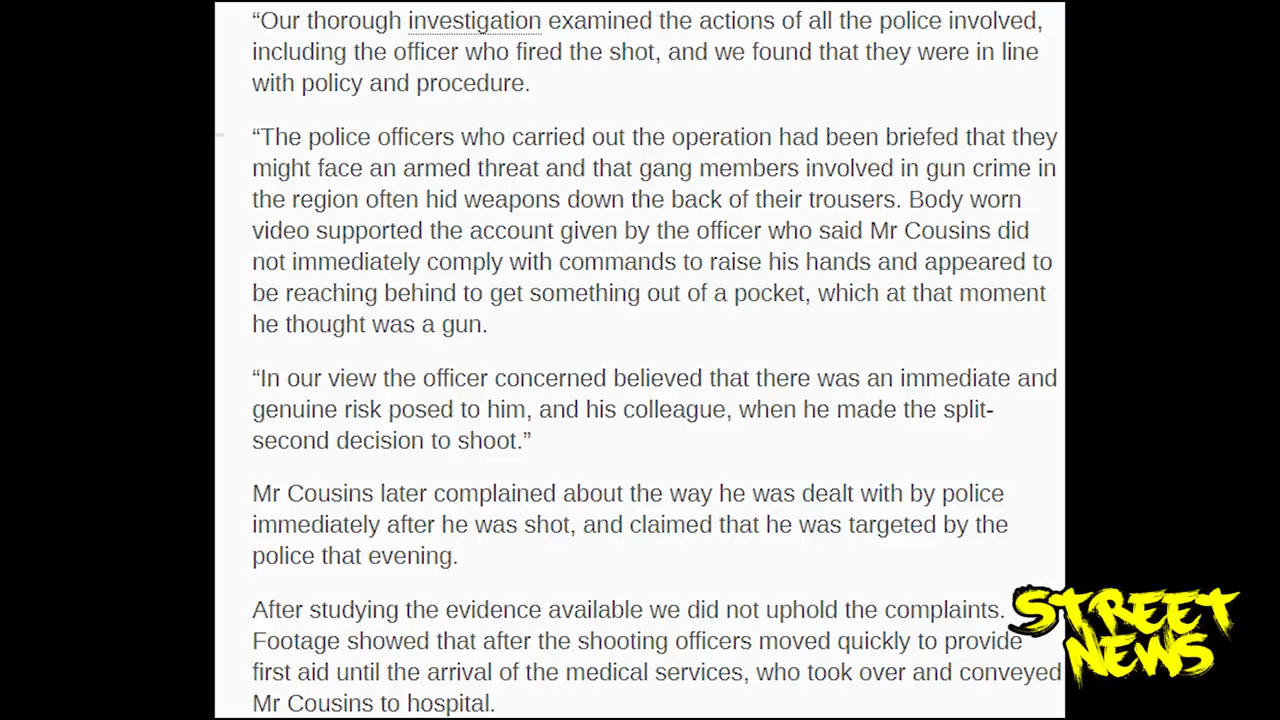 “Our thorough investigation examined the actions of all the police involved,
including the officer who fired the shot, and we found that they were in line
with policy and procedure.
“The police officers who carried out the operation had been briefed that they
might face an armed threat and that gang members involved in gun crime in
the region often hid weapons down the back of their trousers. Body worn
video supported the account given by the officer who said Mr Cousins did
not immediately comply with commands to raise his hands and appeared to
be reaching behind to get something out of a pocket, which at that moment
he thought was a gun.
“In our view the officer concerned believed that there was an immediate and
genuine risk posed to him, and his colleague, when he made the split-
second decision to shoot.”
Mr Cousins later complained about the way he was dealt with by police
immediately after he was shot, and claimed that he was targeted by the
police that evening.
After studying the evidence available we did not uphold the complaints.
Footage showed that after the shooting officers moved quickly to provide
first aid until the arrival of the medical services, who took over and conveyed
Mr Cousins to hospital.
STREET
NEWS